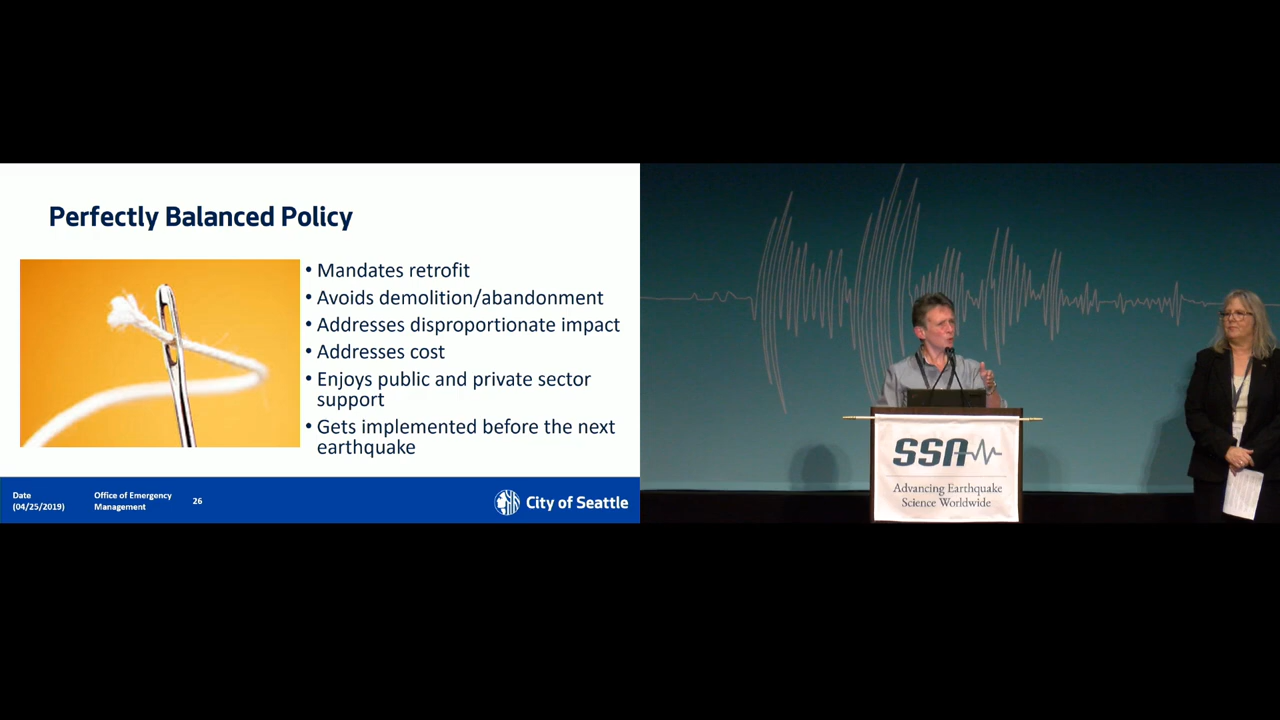 Perfectly Balanced Policy
• Mandates retrofit
• Avoids demolition/abandonment
• Addresses disproportionate impact
• Addresses cost
• Enjoys public and private sector
support
• Gets implemented before the next
earthquake
Date
(04/25/2019)
Office of Emergency
Management
26
City of Seattle
SSA
Advancing Earthquake
Science Worldwide